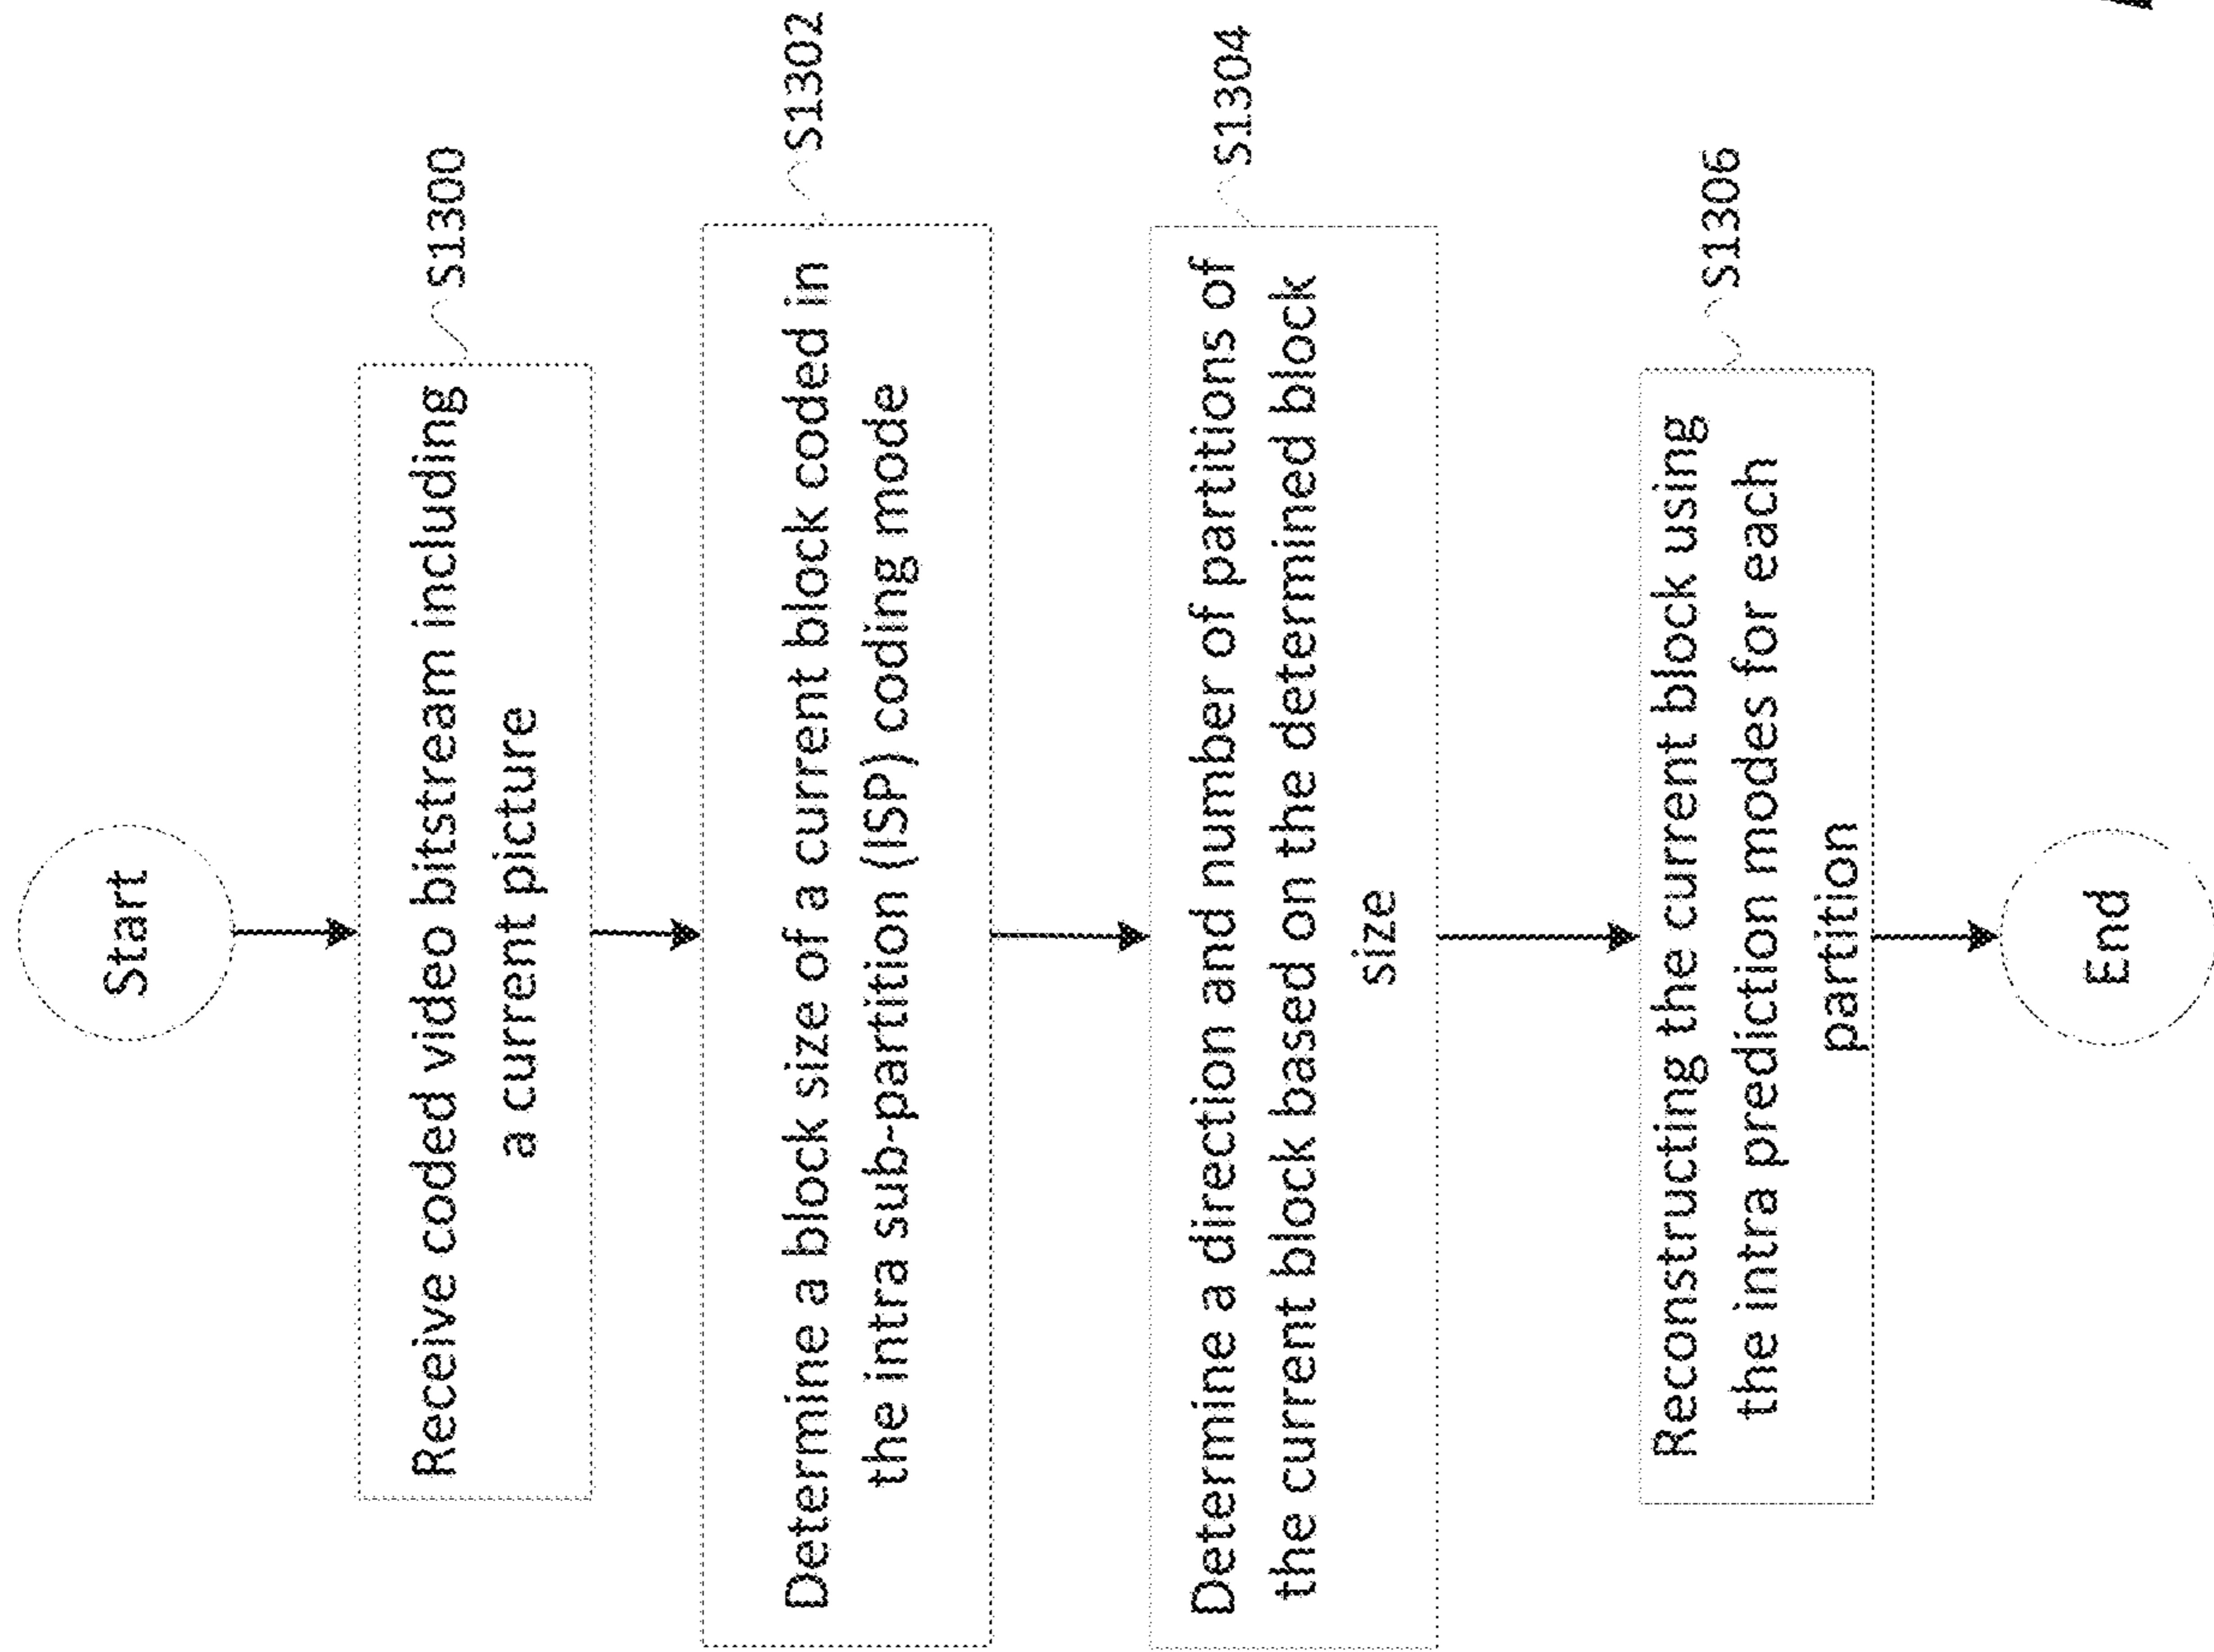 Start
Receive coded video bitstream including
a current picture
S1300
Determine a block size of a current block coded in
the intra sub-partition (ISP) coding mode
S1302
Determine a direction and number of partitions of
the current block based on the determined block
size
S1304
Reconstructing the current block using
the intra prediction modes for each
partition
S1306
End